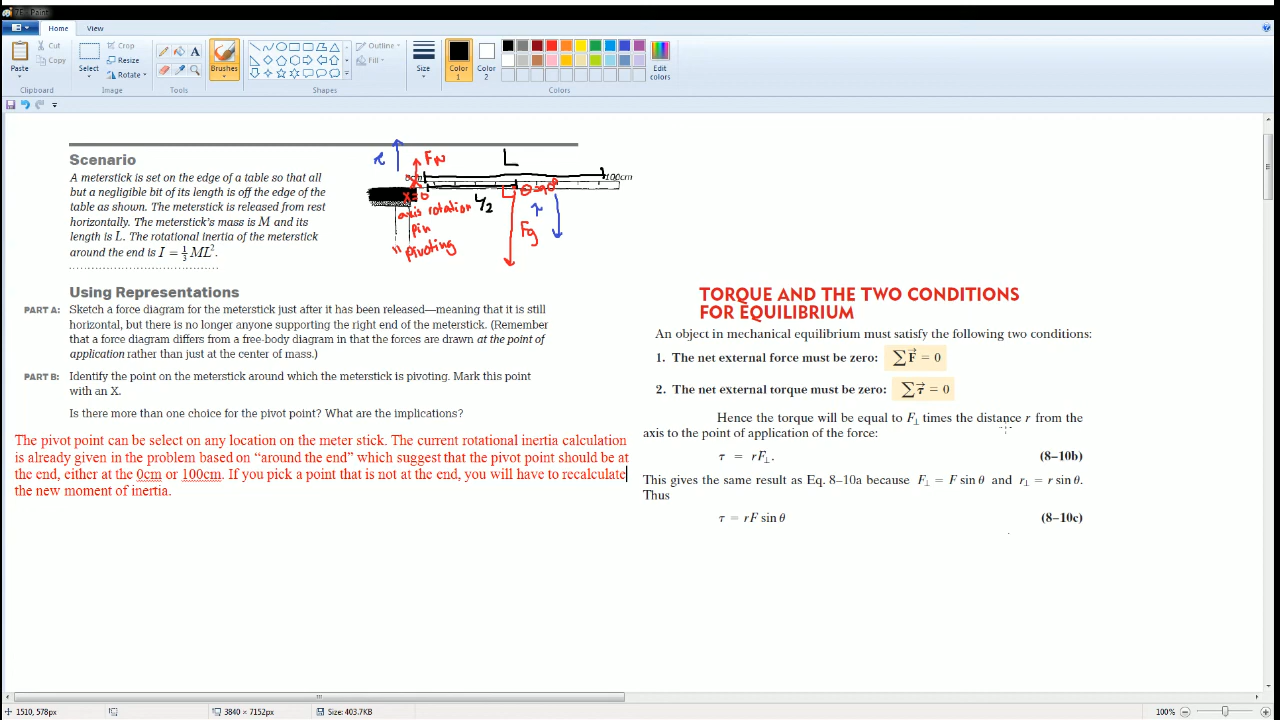 7E - Paint
Home
View
Cut
Copy
Paste
Clipboard
Crop
Resize
Rotate
Select
Image
Tools
Brushes
Shapes
Outline
Fill
Size
Color 1
Color 2
Edit colors
Colors
Scenario
A meterstick is set on the edge of a table so that all
but a negligible bit of its length is off the edge of the
table as shown. The meterstick is released from rest
horizontally. The meterstick's mass is M and its
length is L. The rotational inertia of the meterstick
around the end is I = 1/3 ML².
τ
FN
L
0cm
100cm
x=0
θ=90°
L/2
axis rotation
pin
" pivoting
τ
Fg
Using Representations
PART A: Sketch a force diagram for the meterstick just after it has been released—meaning that it is still
horizontal, but there is no longer anyone supporting the right end of the meterstick. (Remember
that a force diagram differs from a free-body diagram in that the forces are drawn at the point of
application rather than just at the center of mass.)
PART B: Identify the point on the meterstick around which the meterstick is pivoting. Mark this point
with an X.
Is there more than one choice for the pivot point? What are the implications?
The pivot point can be select on any location on the meter stick. The current rotational inertia calculation
is already given in the problem based on “around the end” which suggest that the pivot point should be at
the end, either at the 0cm or 100cm. If you pick a point that is not at the end, you will have to recalculate
the new moment of inertia.
TORQUE AND THE TWO CONDITIONS
FOR EQUILIBRIUM
An object in mechanical equilibrium must satisfy the following two conditions:
1. The net external force must be zero: ∑F⃗ = 0
2. The net external torque must be zero: ∑τ⃗ = 0
Hence the torque will be equal to F⊥ times the distance r from the
axis to the point of application of the force:
τ = rF⊥. (8–10b)
This gives the same result as Eq. 8–10a because F⊥ = F sin θ and r⊥ = r sin θ.
Thus
τ = rF sin θ (8–10c)
1510, 578px
3840 × 7152px
Size: 403.7KB
100%